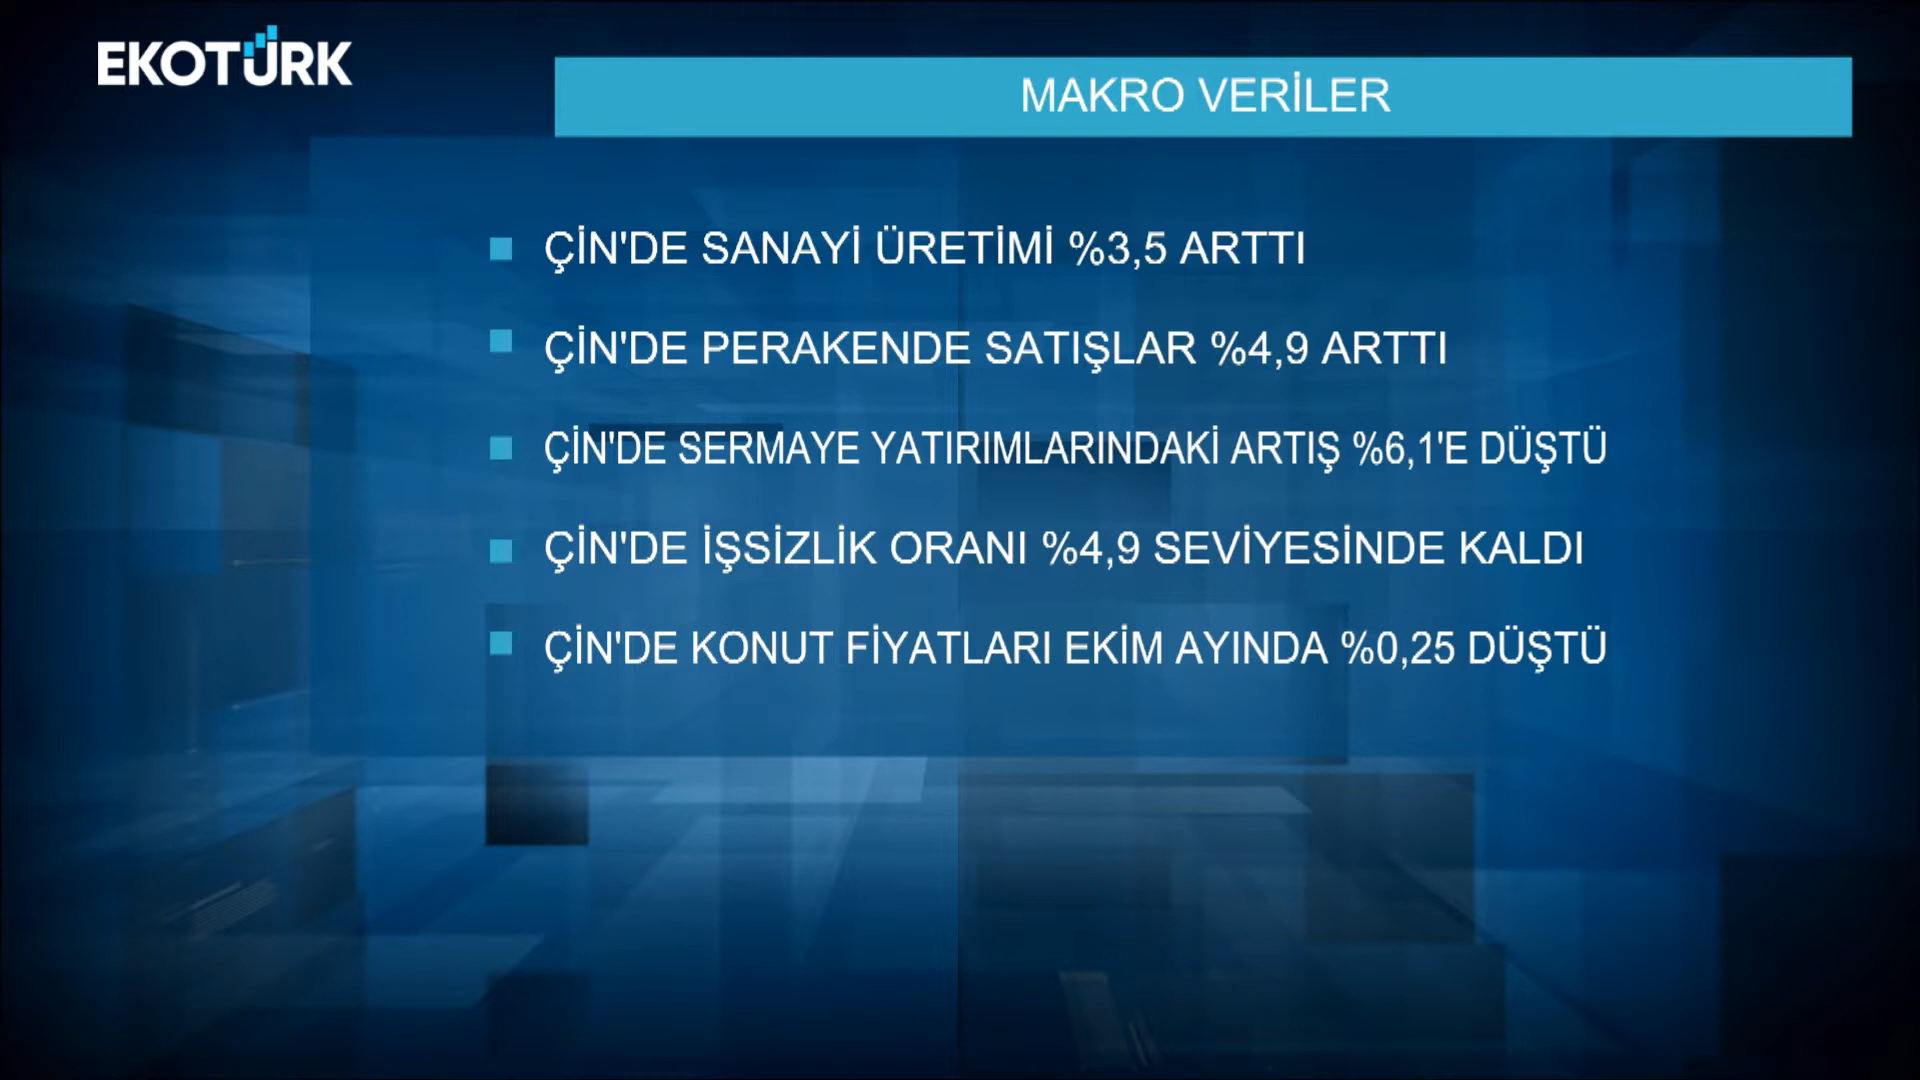 EKOTÜRK
MAKRO VERİLER
ÇİN'DE SANAYİ ÜRETİMİ %3,5 ARTTI
ÇİN'DE PERAKENDE SATIŞLAR %4,9 ARTTI
ÇİN'DE SERMAYE YATIRIMLARINDAKİ ARTIŞ %6,1'E DÜŞTÜ
ÇİN'DE İŞSİZLİK ORANI %4,9 SEVİYESİNDE KALDI
ÇİN'DE KONUT FİYATLARI EKİM AYINDA %0,25 DÜŞTÜ